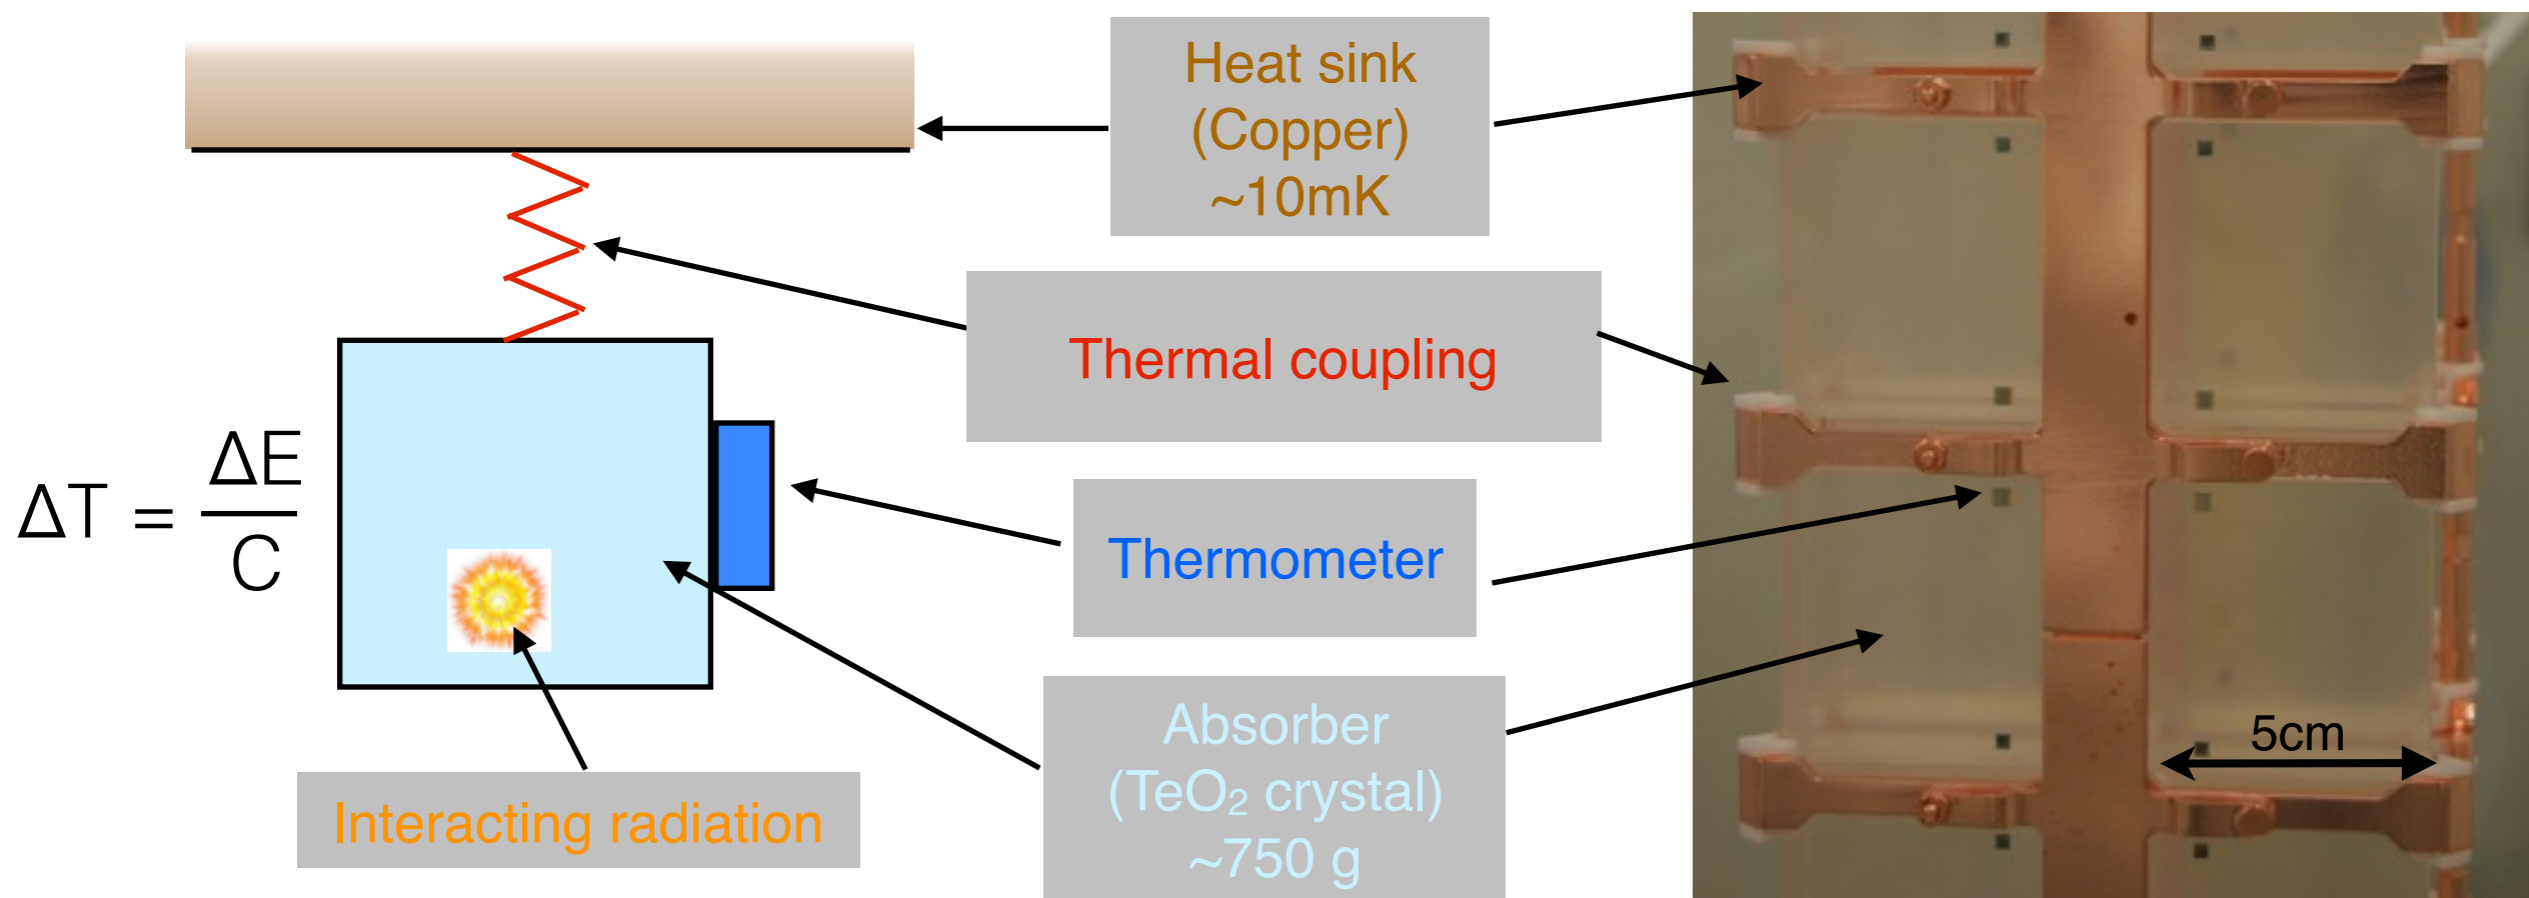 Heat sink
(Copper)
~10mK
Thermal coupling
ΔT = ΔE
C
Thermometer
Absorber
(TeO₂ crystal)
~750 g
5cm
Interacting radiation